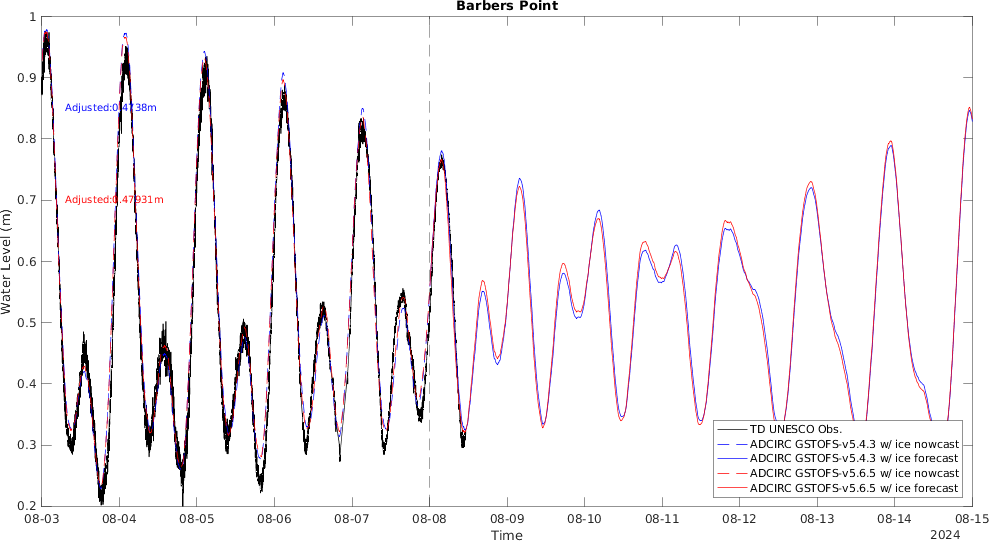 Barbers Point
1
0.9
0.8
0.7
0.6
0.5
0.4
0.3
0.2
Water Level (m)
Adjusted:0.4738m
Adjusted:0.47931m
TD UNESCO Obs.
ADCIRC GSTOFS-v5.4.3 w/ ice nowcast
ADCIRC GSTOFS-v5.4.3 w/ ice forecast
ADCIRC GSTOFS-v5.6.5 w/ ice nowcast
ADCIRC GSTOFS-v5.6.5 w/ ice forecast
08-03 08-04 08-05 08-06 08-07 08-08 08-09 08-10 08-11 08-12 08-13 08-14 08-15
Time
2024